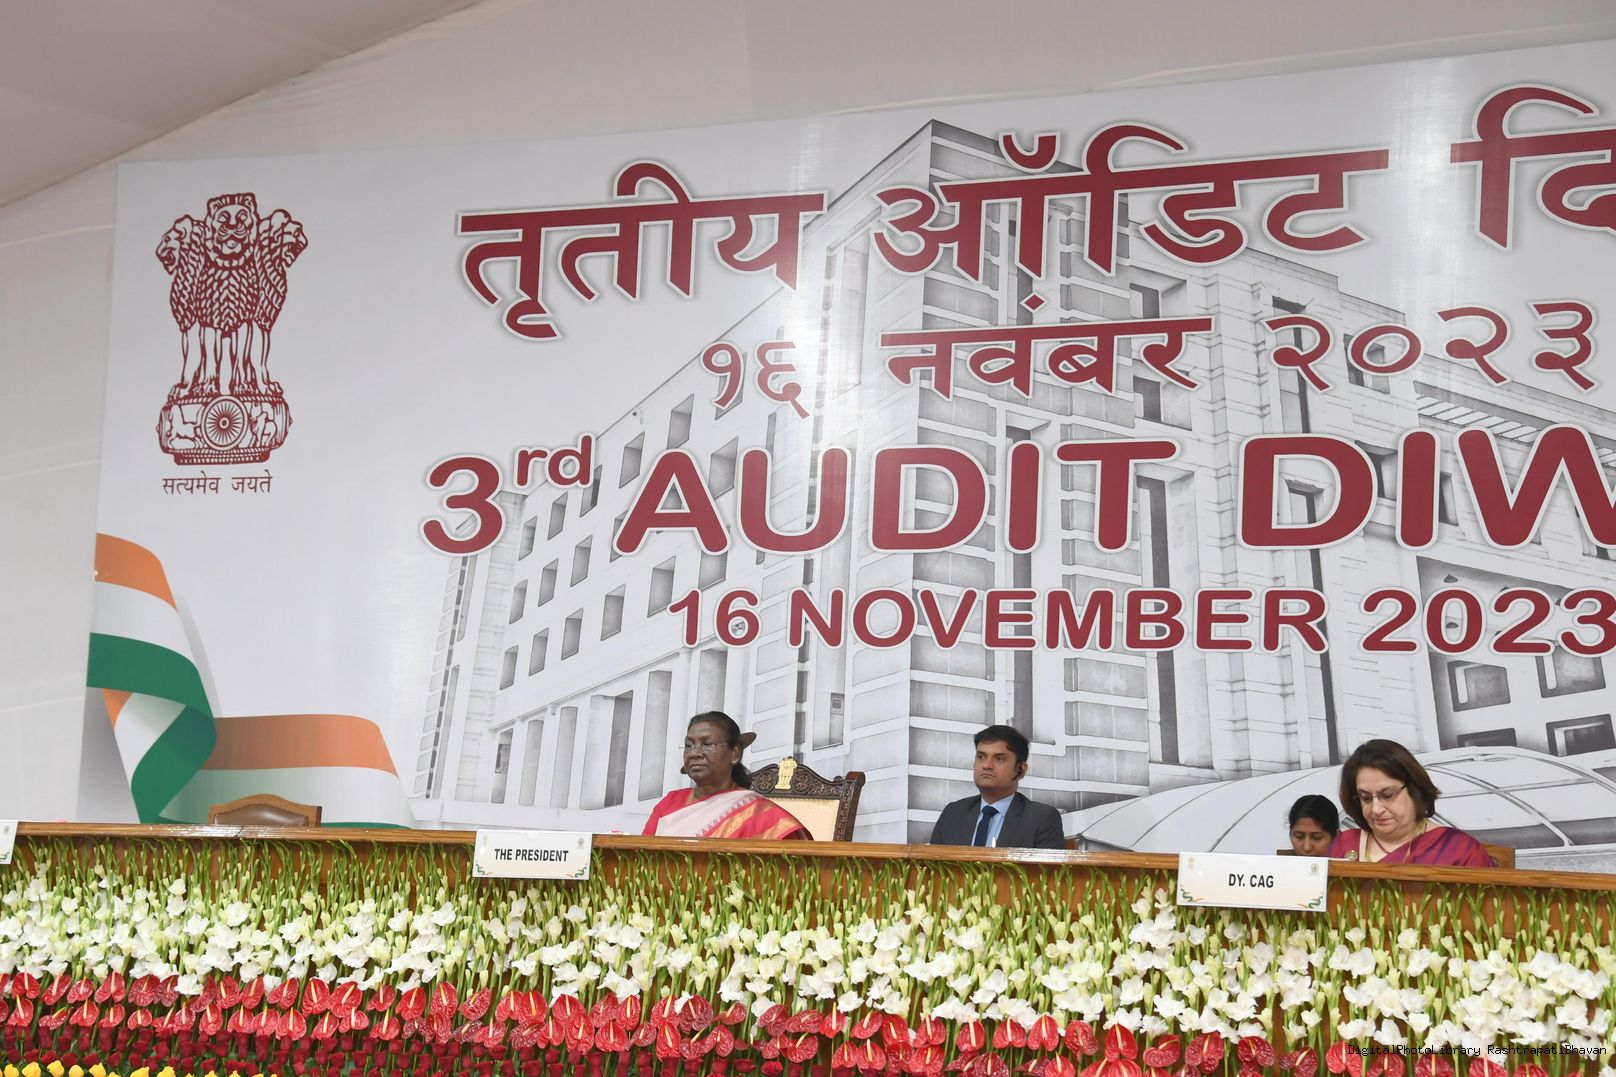 तृतीय ऑडिट दि
१६ नवंबर २०२३
3rd AUDIT DIW
16 NOVEMBER 2023
सत्यमेव जयते
THE PRESIDENT
DY. CAG
DigitalPhotoLibrary RashtrapatiBhavan